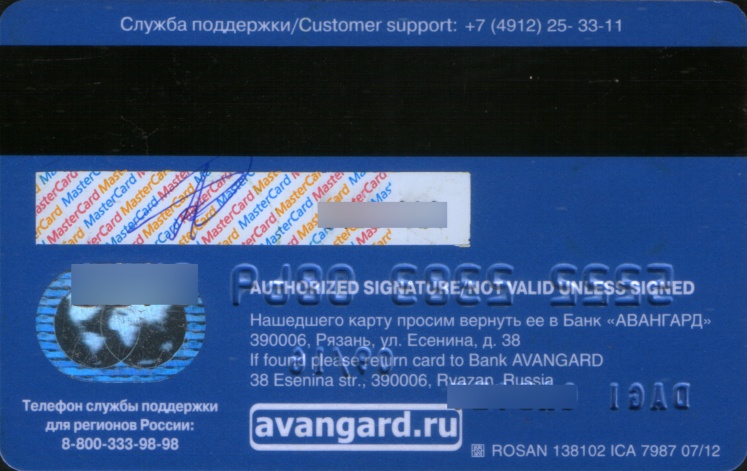 Служба поддержки/Customer support: +7 (4912) 25- 33-11
MasterCard MasterCard MasterCard
AUTHORIZED SIGNATURE/NOT VALID UNLESS SIGNED
Нашедшего карту просим вернуть ее в Банк «АВАНГАРД»
390006, Рязань, ул. Есенина, д. 38
If found please return card to Bank AVANGARD
38 Esenina str., 390006, Ryazan, Russia
Телефон службы поддержки
для регионов России:
8-800-333-98-98
avangard.ru
ROSAN 138102 ICA 7987 07/12